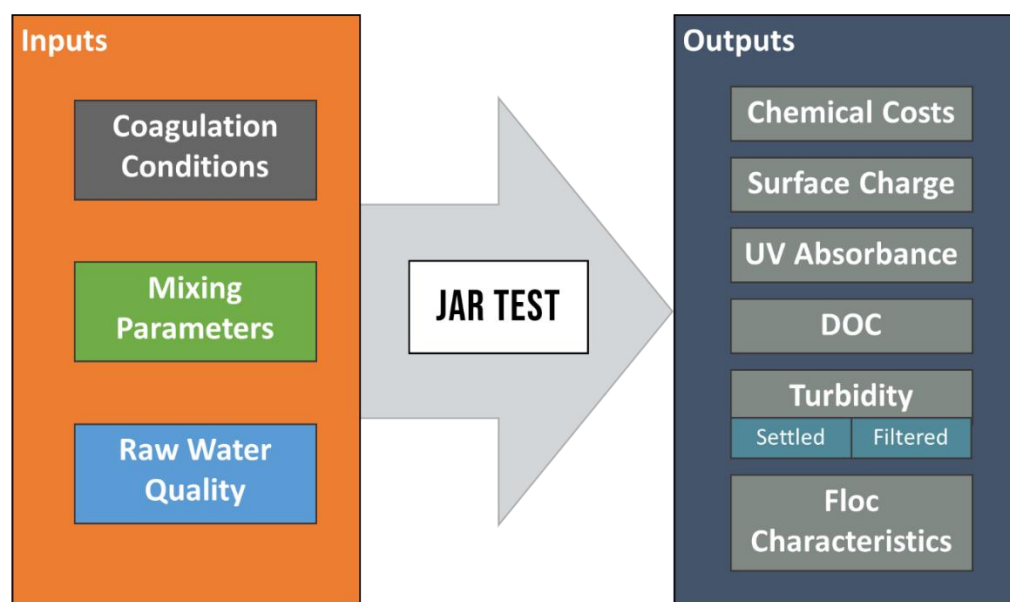 Inputs
Coagulation
Conditions
Mixing
Parameters
Raw Water
Quality
JAR TEST
Outputs
Chemical Costs
Surface Charge
UV Absorbance
DOC
Turbidity
Settled
Filtered
Floc
Characteristics